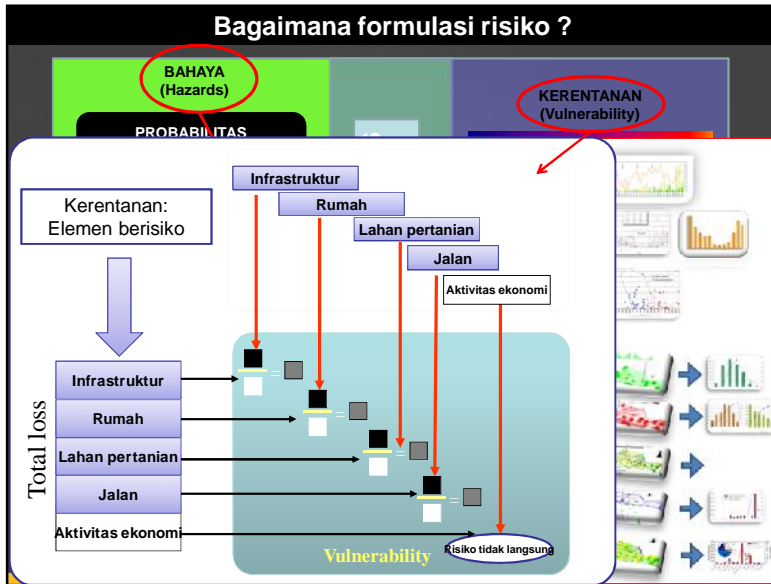 Bagaimana formulasi risiko ?
BAHAYA
(Hazards)
KERENTANAN
(Vulnerability)
PROBABILITAS
Infrastruktur
Rumah
Lahan pertanian
Jalan
Aktivitas ekonomi
Kerentanan:
Elemen berisiko
Total loss
Infrastruktur
=
Rumah
=
Lahan pertanian
=
Jalan
=
Aktivitas ekonomi
Risiko tidak langsung
Vulnerability